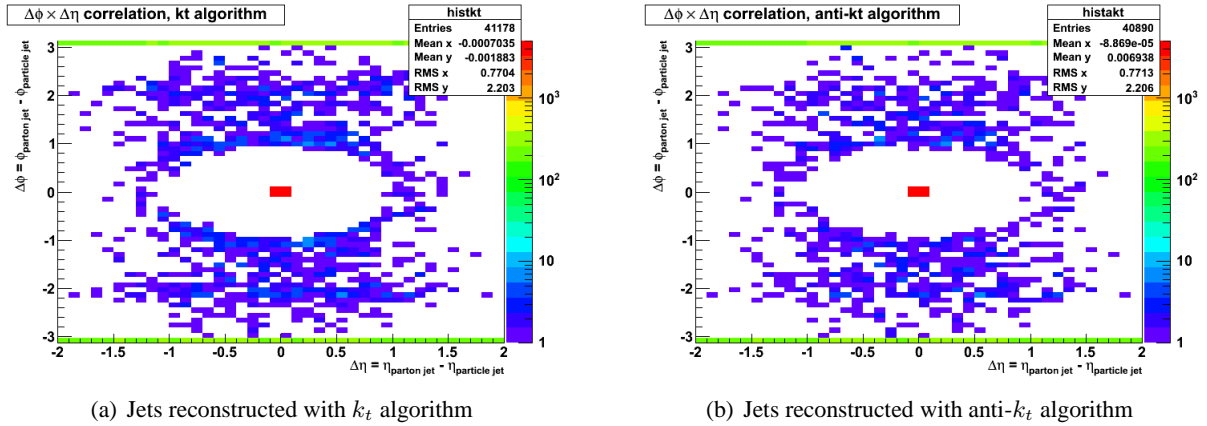 Δϕ × Δη correlation, kt algorithm
histkt
Entries 41178
Mean x -0.0007035
Mean y -0.001883
RMS x 0.7704
RMS y 2.203
Δϕ = ϕparton jet - ϕparticle jet
3
2
1
0
-1
-2
-3
-2 -1.5 -1 -0.5 0 0.5 1 1.5 2
Δη = ηparton jet - ηparticle jet
10³
10²
10
1
(a) Jets reconstructed with kt algorithm
Δϕ × Δη correlation, anti-kt algorithm
histakt
Entries 40890
Mean x -8.869e-05
Mean y 0.006938
RMS x 0.7713
RMS y 2.206
Δϕ = ϕparton jet - ϕparticle jet
3
2
1
0
-1
-2
-3
-2 -1.5 -1 -0.5 0 0.5 1 1.5 2
Δη = ηparton jet - ηparticle jet
10³
10²
10
1
(b) Jets reconstructed with anti-kt algorithm